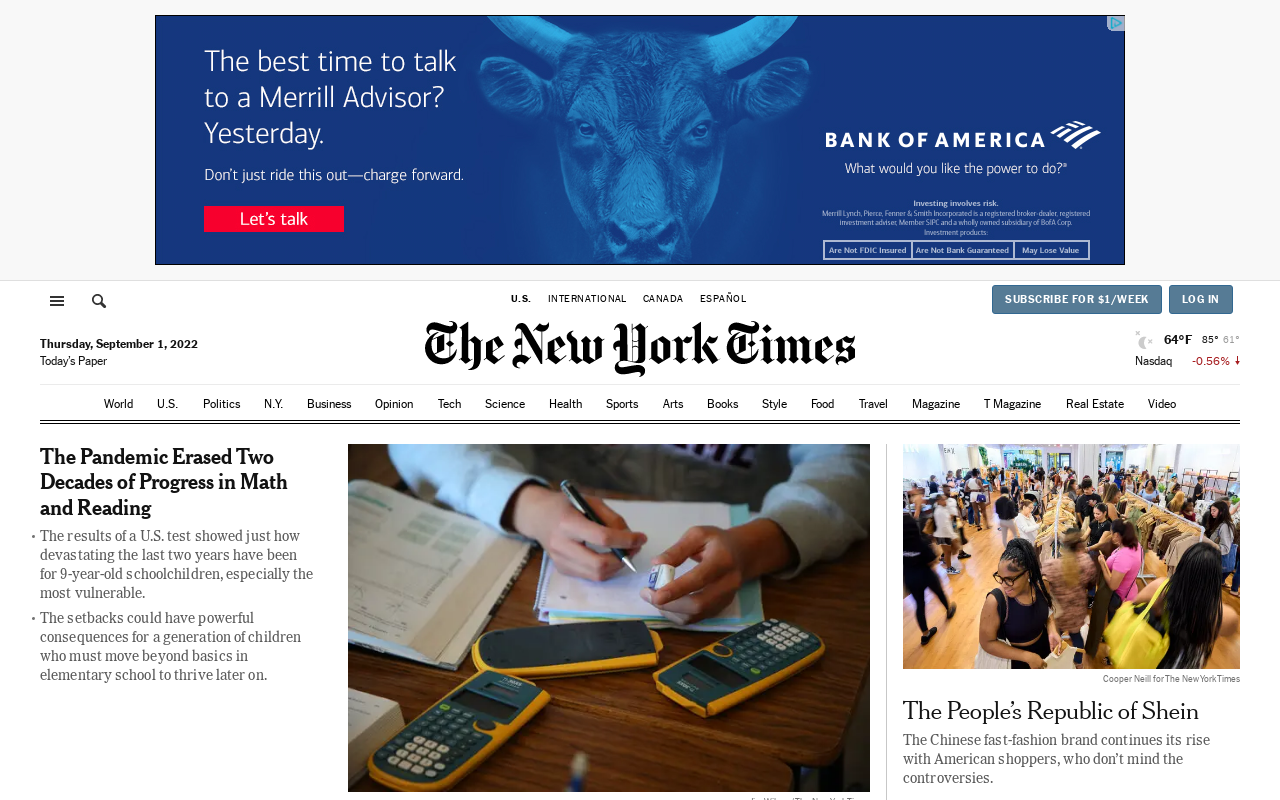 The best time to talk
to a Merrill Advisor?
Yesterday.
Don't just ride this out—charge forward.
Let's talk
BANK OF AMERICA
What would you like the power to do?®
Investing involves risk.
Merrill Lynch, Pierce, Fenner & Smith Incorporated is a registered broker-dealer, registered
investment adviser, Member SIPC and a wholly owned subsidiary of BofA Corp.
Investment products:
Are Not FDIC Insured Are Not Bank Guaranteed May Lose Value
U.S. INTERNATIONAL CANADA ESPAÑOL
SUBSCRIBE FOR $1/WEEK LOG IN
The New York Times
Thursday, September 1, 2022
Today's Paper
64°F 85° 61°
Nasdaq -0.56%
World U.S. Politics N.Y. Business Opinion Tech Science Health Sports Arts Books Style Food Travel Magazine T Magazine Real Estate Video
The Pandemic Erased Two
Decades of Progress in Math
and Reading
• The results of a U.S. test showed just how
devastating the last two years have been
for 9-year-old schoolchildren, especially the
most vulnerable.
• The setbacks could have powerful
consequences for a generation of children
who must move beyond basics in
elementary school to thrive later on.
Cooper Neill for The New York Times
The People's Republic of Shein
The Chinese fast-fashion brand continues its rise
with American shoppers, who don't mind the
controversies.